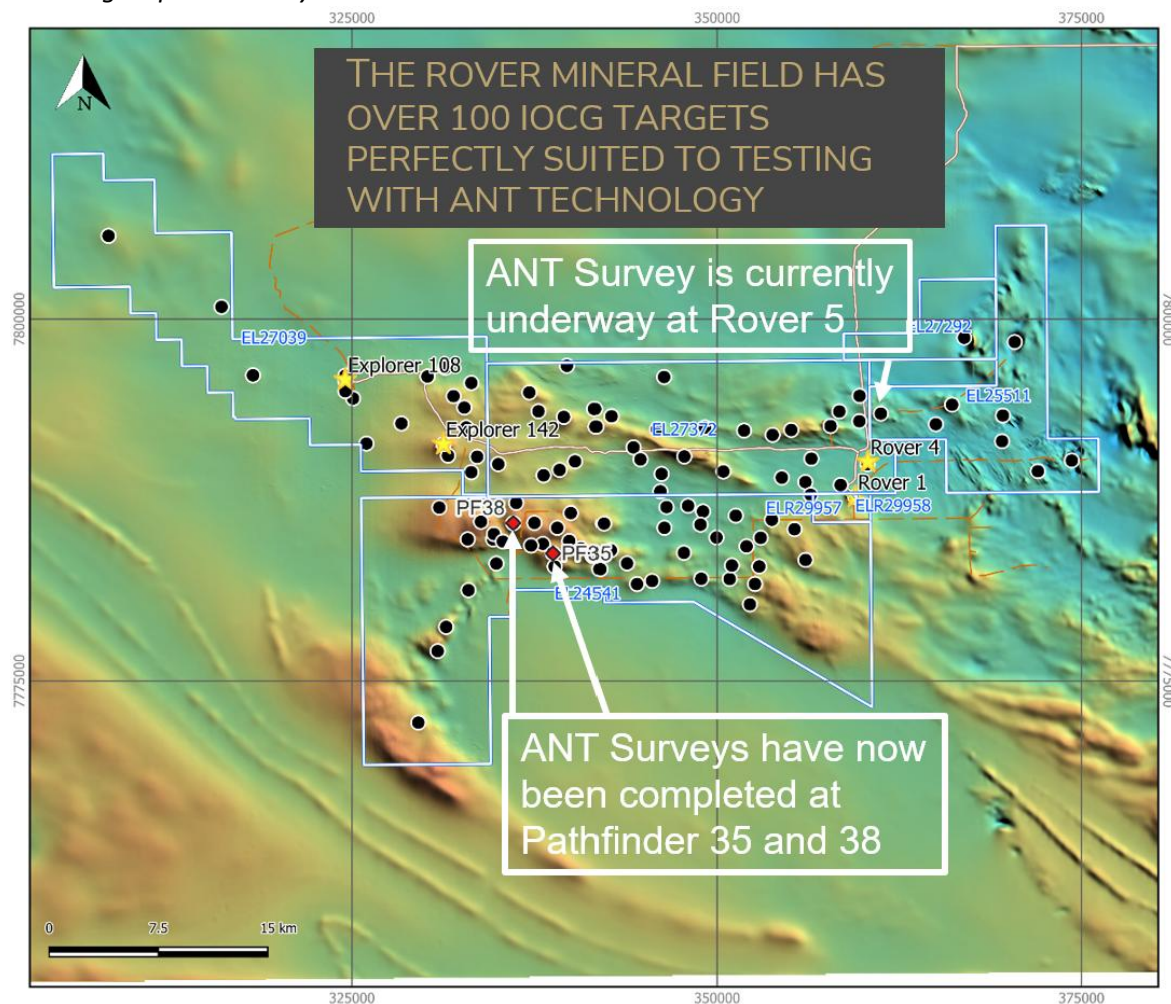 325000
350000
375000
THE ROVER MINERAL FIELD HAS
OVER 100 IOCG TARGETS
PERFECTLY SUITED TO TESTING
WITH ANT TECHNOLOGY
N
ANT Survey is currently
underway at Rover 5
7800000
7800000
EL27292
EL27039
Explorer 108
EL25511
Explorer 142
EL27372
Rover 4
Rover 1
PF38
ELR29957
ELR29958
PF35
EL24541
7775000
7775000
ANT Surveys have now
been completed at
Pathfinder 35 and 38
0
7.5
15 km
325000
350000
375000